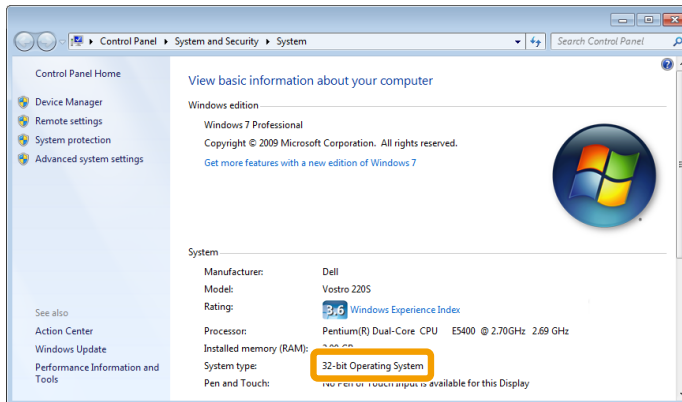 Control Panel
System and Security
System
Search Control Panel
Control Panel Home
Device Manager
Remote settings
System protection
Advanced system settings
See also
Action Center
Windows Update
Performance Information and
Tools
View basic information about your computer
Windows edition
Windows 7 Professional
Copyright © 2009 Microsoft Corporation. All rights reserved.
Get more features with a new edition of Windows 7
System
Manufacturer: Dell
Model: Vostro 220S
Rating: 3,6 Windows Experience Index
Processor: Pentium(R) Dual-Core CPU E5400 @ 2.70GHz 2.69 GHz
Installed memory (RAM):
System type: 32-bit Operating System
Pen and Touch: No Pen or Touch Input is available for this Display